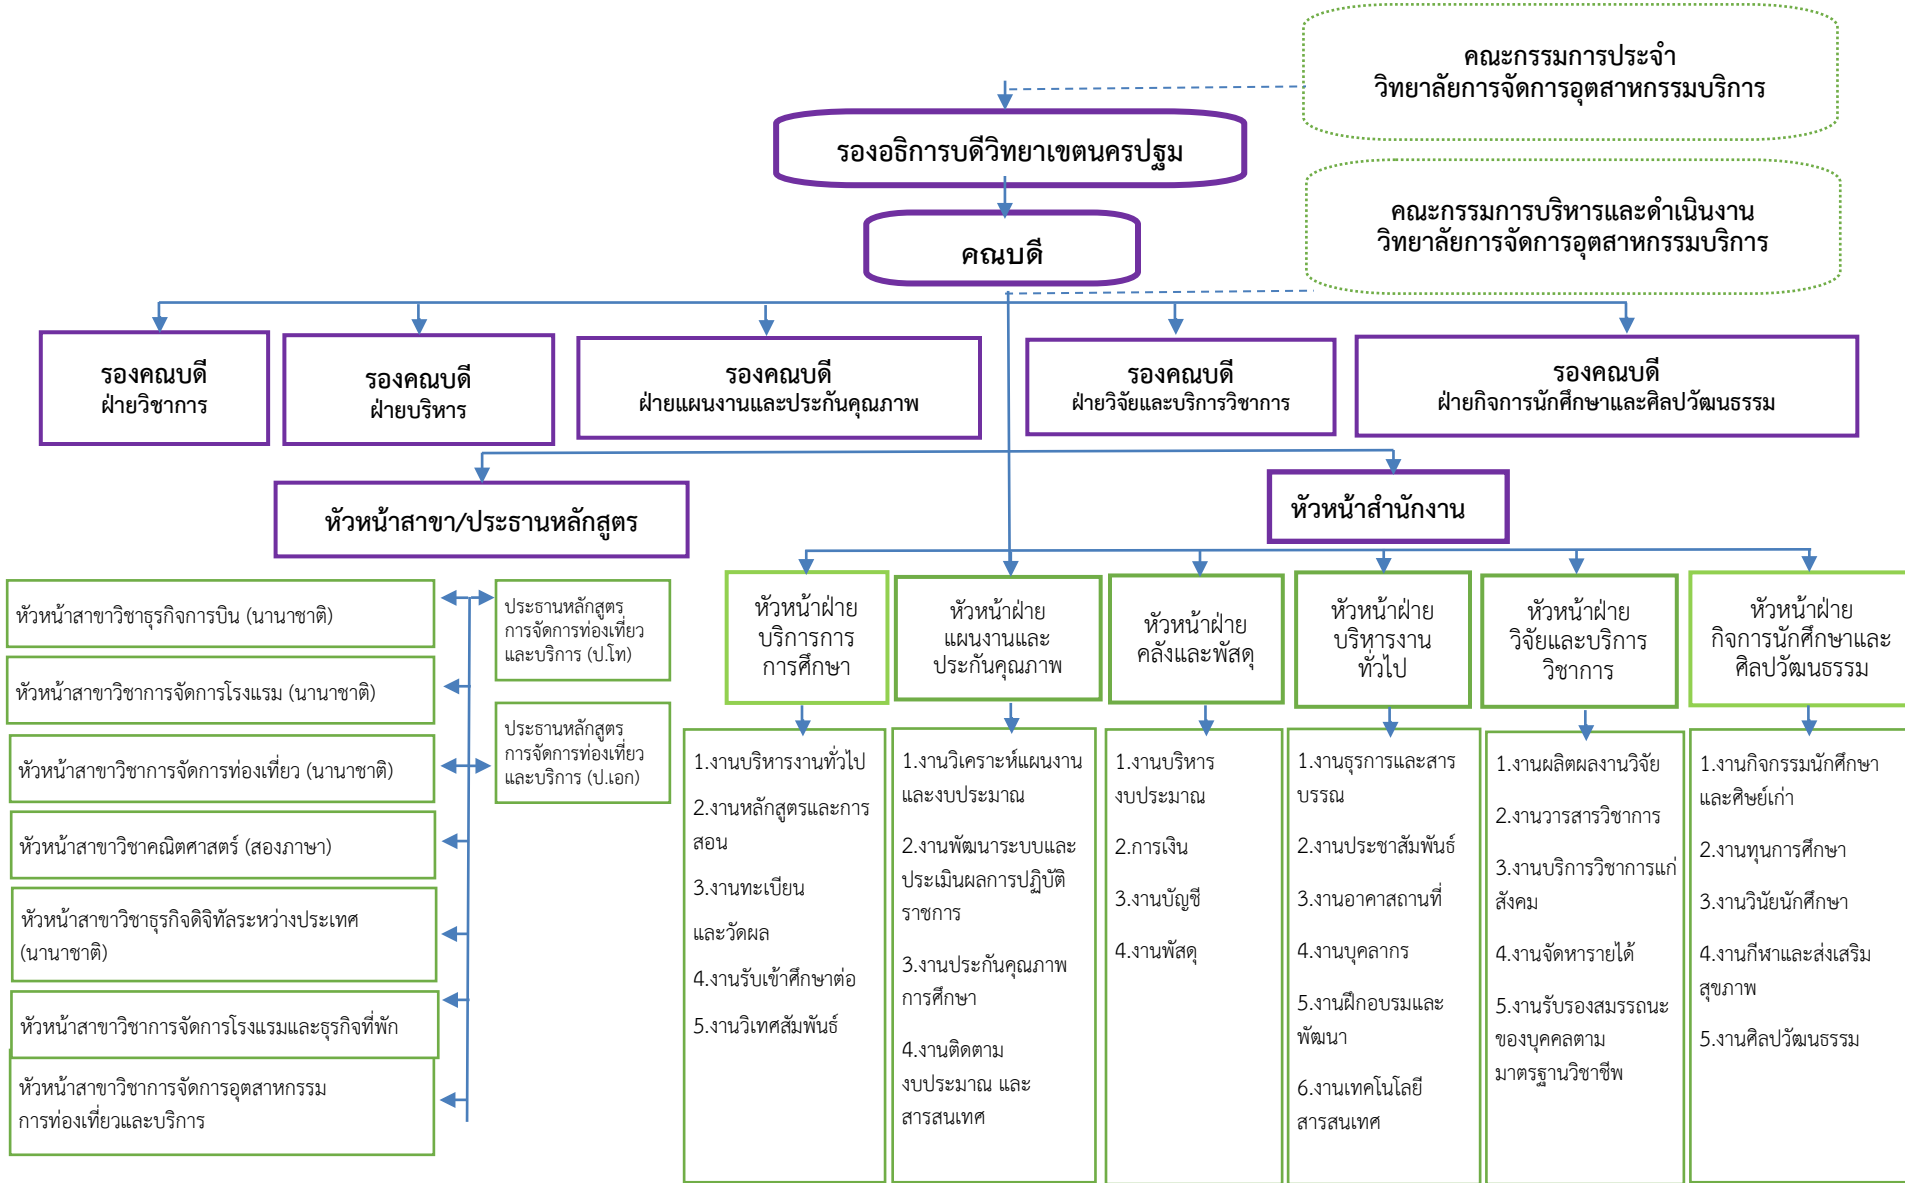 คณะกรรมการประจำ
วิทยาลัยการจัดการอุตสาหกรรมบริการ
รองอธิการบดีวิทยาเขตนครปฐม
คณะกรรมการบริหารและดำเนินงาน
วิทยาลัยการจัดการอุตสาหกรรมบริการ
คณบดี
รองคณบดี
ฝ่ายวิชาการ
รองคณบดี
ฝ่ายบริหาร
รองคณบดี
ฝ่ายแผนงานและประกันคุณภาพ
รองคณบดี
ฝ่ายวิจัยและบริการวิชาการ
รองคณบดี
ฝ่ายกิจการนักศึกษาและศิลปวัฒนธรรม
หัวหน้าสาขา/ประธานหลักสูตร
หัวหน้าสำนักงาน
หัวหน้าสาขาวิชาธุรกิจการบิน (นานาชาติ)
หัวหน้าสาขาวิชาการจัดการโรงแรม (นานาชาติ)
หัวหน้าสาขาวิชาการจัดการท่องเที่ยว (นานาชาติ)
หัวหน้าสาขาวิชาคณิตศาสตร์ (สองภาษา)
หัวหน้าสาขาวิชาธุรกิจดิจิทัลระหว่างประเทศ
(นานาชาติ)
หัวหน้าสาขาวิชาการจัดการโรงแรมและธุรกิจที่พัก
หัวหน้าสาขาวิชาการจัดการอุตสาหกรรม
การท่องเที่ยวและบริการ
ประธานหลักสูตร
การจัดการท่องเที่ยว
และบริการ (ป.โท)
ประธานหลักสูตร
การจัดการท่องเที่ยว
และบริการ (ป.เอก)
หัวหน้าฝ่าย
บริการการ
การศึกษา
1.งานบริหารงานทั่วไป
2.งานหลักสูตรและการ
สอน
3.งานทะเบียน
และวัดผล
4.งานรับเข้าศึกษาต่อ
5.งานวิเทศสัมพันธ์
หัวหน้าฝ่าย
แผนงานและ
ประกันคุณภาพ
1.งานวิเคราะห์แผนงาน
และงบประมาณ
2.งานพัฒนาระบบและ
ประเมินผลการปฏิบัติ
ราชการ
3.งานประกันคุณภาพ
การศึกษา
4.งานติดตาม
งบประมาณ และ
สารสนเทศ
หัวหน้าฝ่าย
คลังและพัสดุ
1.งานบริหาร
งบประมาณ
2.การเงิน
3.งานบัญชี
4.งานพัสดุ
หัวหน้าฝ่าย
บริหารงาน
ทั่วไป
1.งานธุรการและสาร
บรรณ
2.งานประชาสัมพันธ์
3.งานอาคาสถานที่
4.งานบุคลากร
5.งานฝึกอบรมและ
พัฒนา
6.งานเทคโนโลยี
สารสนเทศ
หัวหน้าฝ่าย
วิจัยและบริการ
วิชาการ
1.งานผลิตผลงานวิจัย
2.งานวารสารวิชาการ
3.งานบริการวิชาการแก่
สังคม
4.งานจัดหารายได้
5.งานรับรองสมรรถนะ
ของบุคคลตาม
มาตรฐานวิชาชีพ
หัวหน้าฝ่าย
กิจการนักศึกษาและ
ศิลปวัฒนธรรม
1.งานกิจกรรมนักศึกษา
และศิษย์เก่า
2.งานทุนการศึกษา
3.งานวินัยนักศึกษา
4.งานกีฬาและส่งเสริม
สุขภาพ
5.งานศิลปวัฒนธรรม